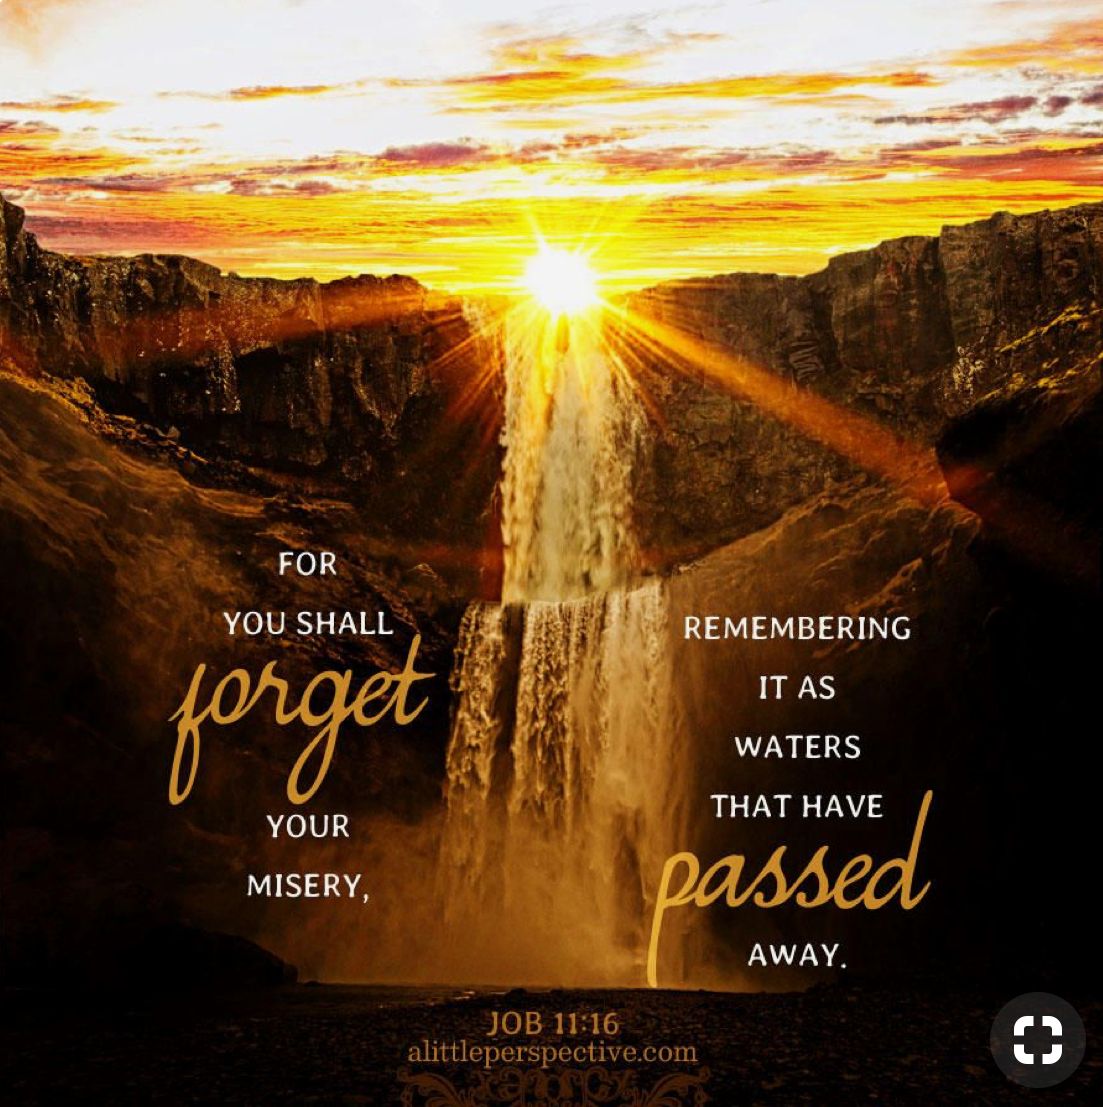 FOR
YOU SHALL
forget
YOUR
MISERY,
REMEMBERING
IT AS
WATERS
THAT HAVE
passed
AWAY.
JOB 11:16
alittleperspective.com